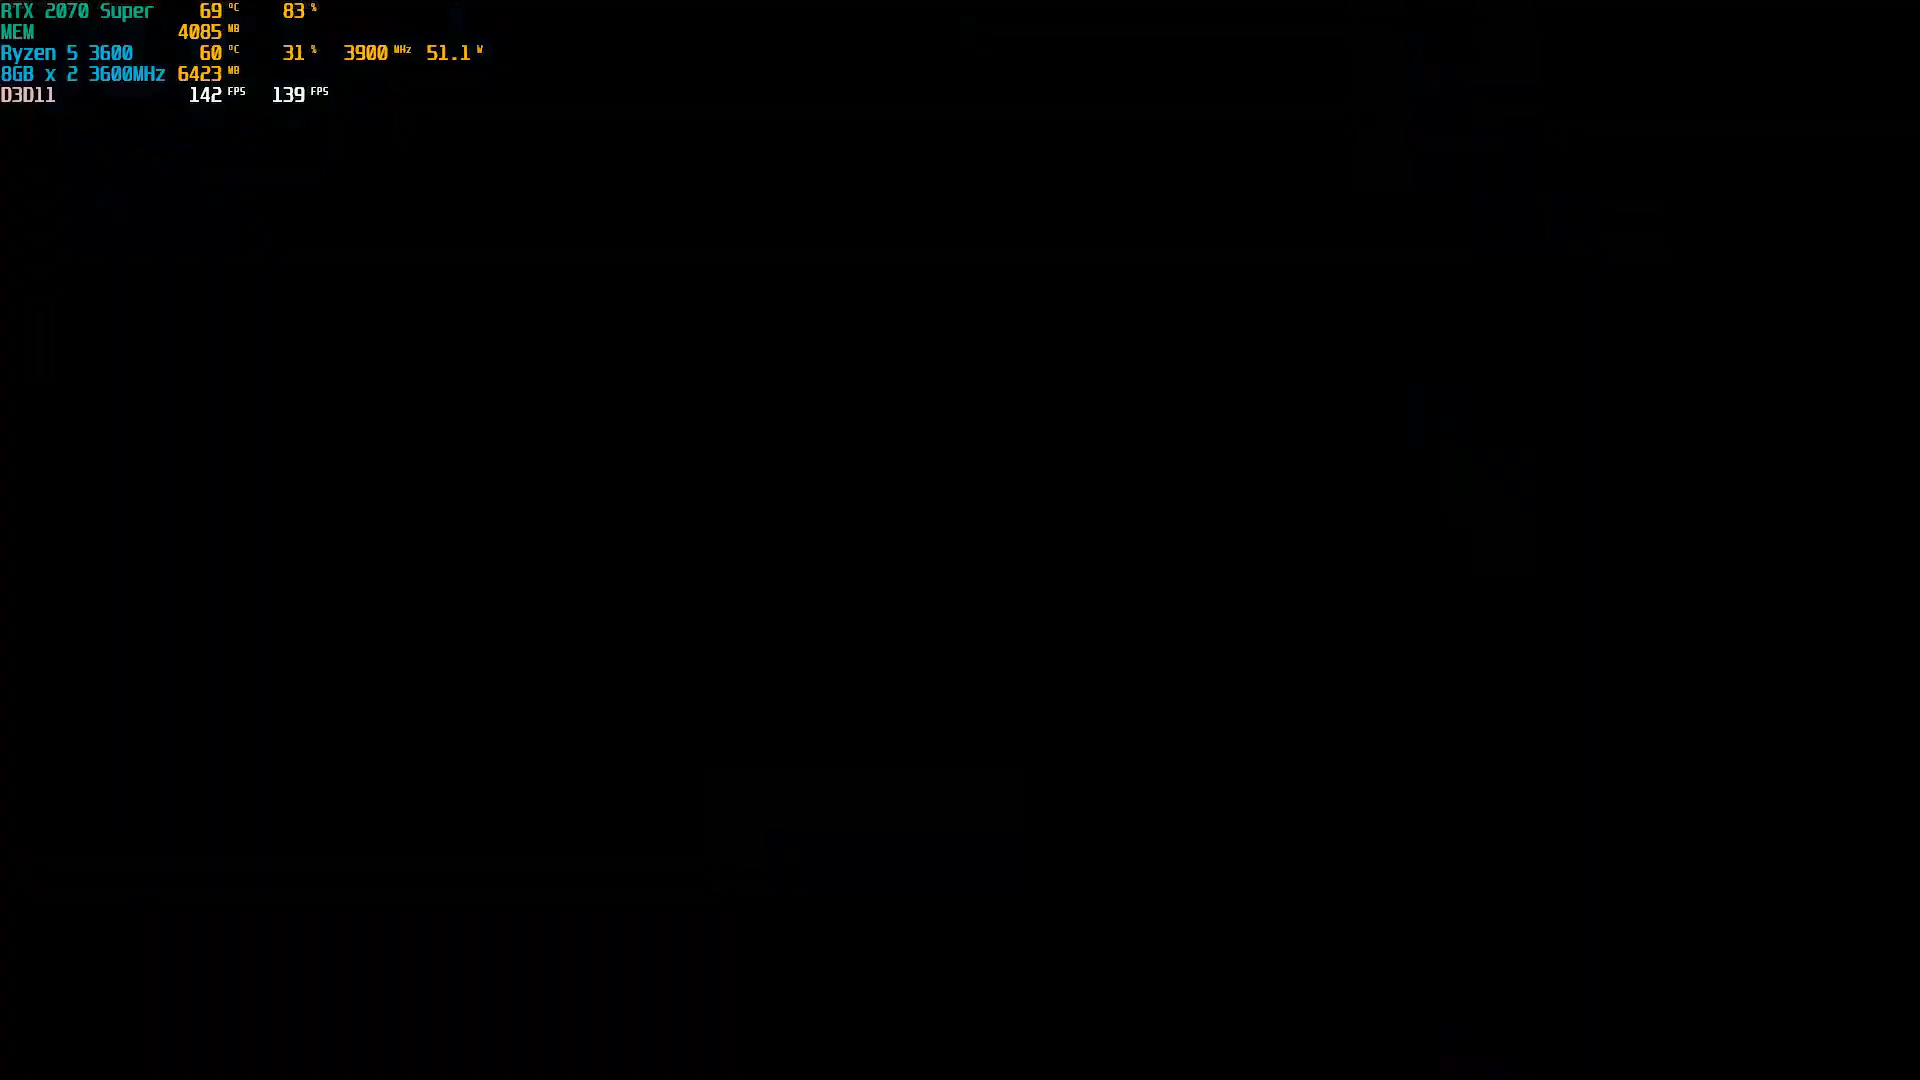 RTX 2070 Super 69 °C 83 %
MEM 4085 MB
Ryzen 5 3600 60 °C 31 % 3900 MHz 51.1 W
8GB x 2 3600MHz 6423 MB
D3D11 142 FPS 139 FPS